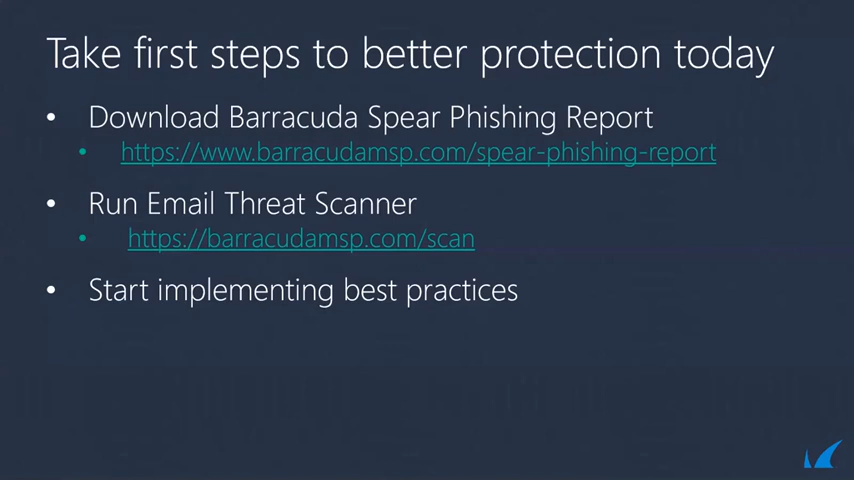 Take first steps to better protection today
• Download Barracuda Spear Phishing Report
• https://www.barracudamsp.com/spear-phishing-report
• Run Email Threat Scanner
• https://barracudamsp.com/scan
• Start implementing best practices